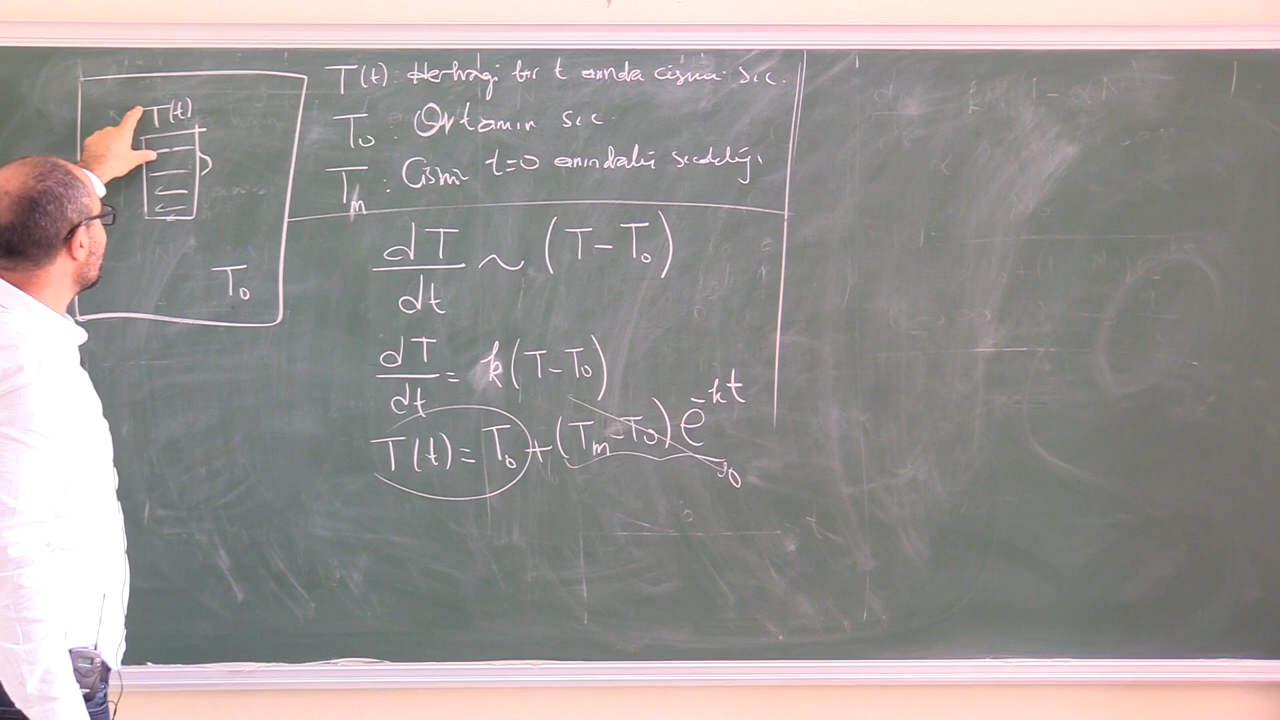 T(t)
T₀
T(t): Herhangi bir t anında cismin sıc.
T₀: Ortamın sıc.
Tₘ: Cismin t=0 anındaki sıcaklığı
dT/dt ~ (T-T₀)
dT/dt = k(T-T₀)
T(t) = T₀ + (Tₘ-T₀)e^-kt
→0